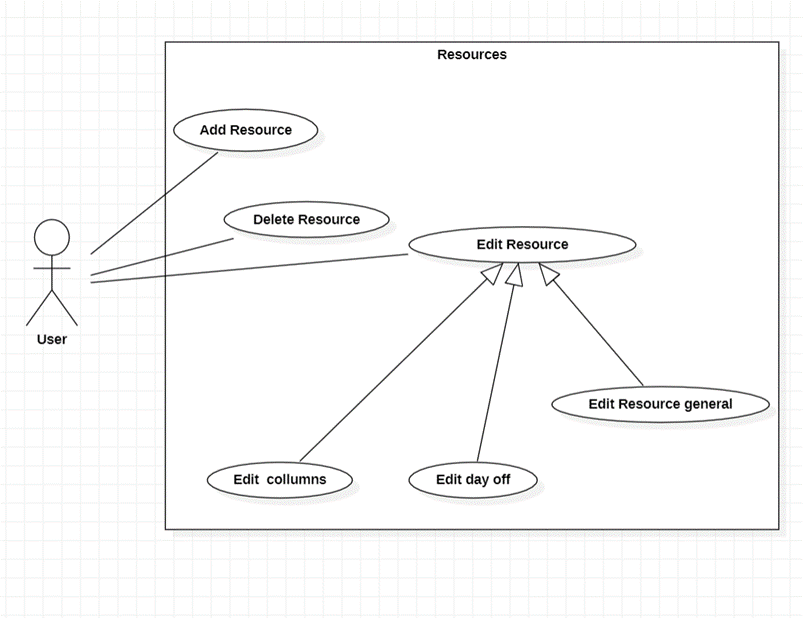 Resources
Add Resource
Delete Resource
Edit Resource
User
Edit Resource general
Edit  collumns
Edit day off